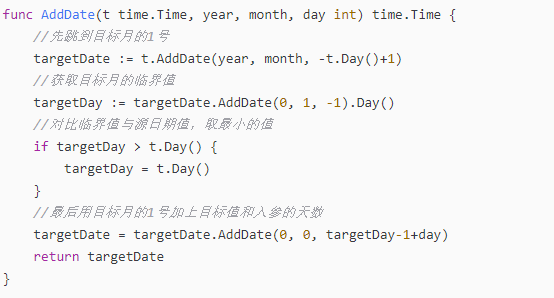 func AddDate(t time.Time, year, month, day int) time.Time {
    //先跳到目标月的1号
    targetDate := t.AddDate(year, month, -t.Day()+1)
    //获取目标月的临界值
    targetDay := targetDate.AddDate(0, 1, -1).Day()
    //对比临界值与源日期值，取最小的值
    if targetDay > t.Day() {
        targetDay = t.Day()
    }
    //最后用目标月的1号加上目标值和入参的天数
    targetDate = targetDate.AddDate(0, 0, targetDay-1+day)
    return targetDate
}